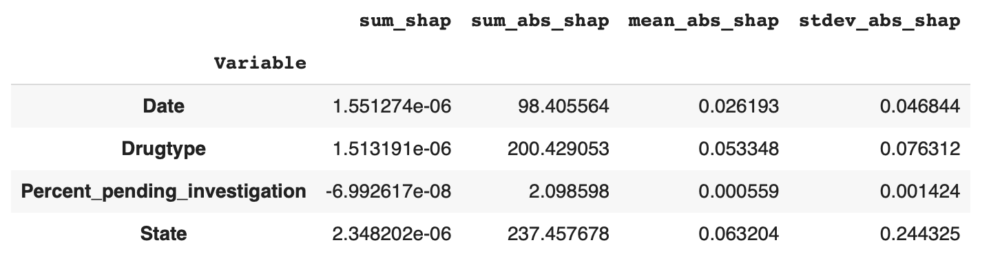 sum_shap sum_abs_shap mean_abs_shap stdev_abs_shap
Variable
Date 1.551274e-06 98.405564 0.026193 0.046844
Drugtype 1.513191e-06 200.429053 0.053348 0.076312
Percent_pending_investigation -6.992617e-08 2.098598 0.000559 0.001424
State 2.348202e-06 237.457678 0.063204 0.244325